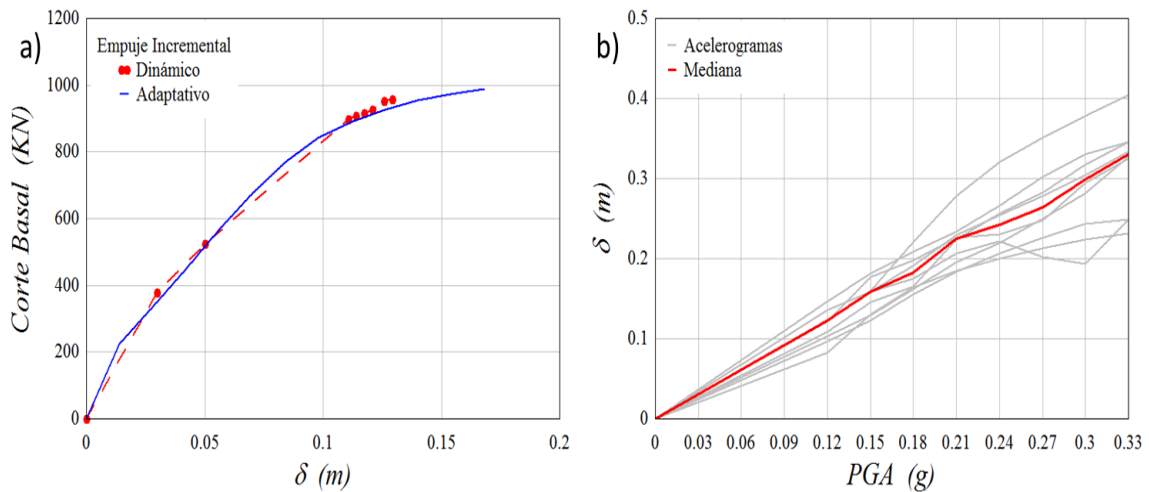 a)
Empuje Incremental
Dinámico
Adaptativo
Corte Basal (KN)
1200
1000
800
600
400
200
0
0
0.05
0.1
0.15
0.2
δ (m)
b)
Acelerogramas
Mediana
δ (m)
0.5
0.4
0.3
0.2
0.1
0
0
0.03
0.06
0.09
0.12
0.15
0.18
0.21
0.24
0.27
0.3
0.33
PGA (g)